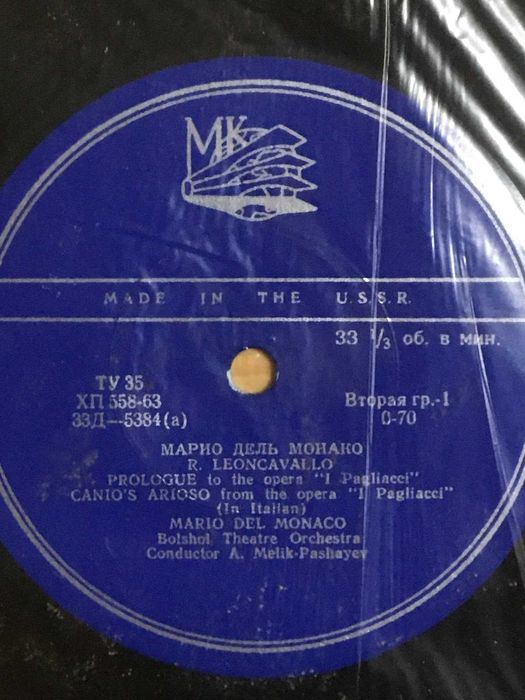 МК
MADE IN THE U.S.S.R.
33 ⅓ об. в мин.
ТУ 35
ХП 558-63
33Д—5384(а)
Вторая гр.-1
0-70
МАРИО ДЕЛЬ МОНАКО
R. LEONCAVALLO
PROLOGUE to the opera "I Pagliacci"
CANIO'S ARIOSO from the opera "I Pagliacci"
(In Italian)
MARIO DEL MONACO
Bolshoi Theatre Orchestra
Conductor A. Melik-Pashayev